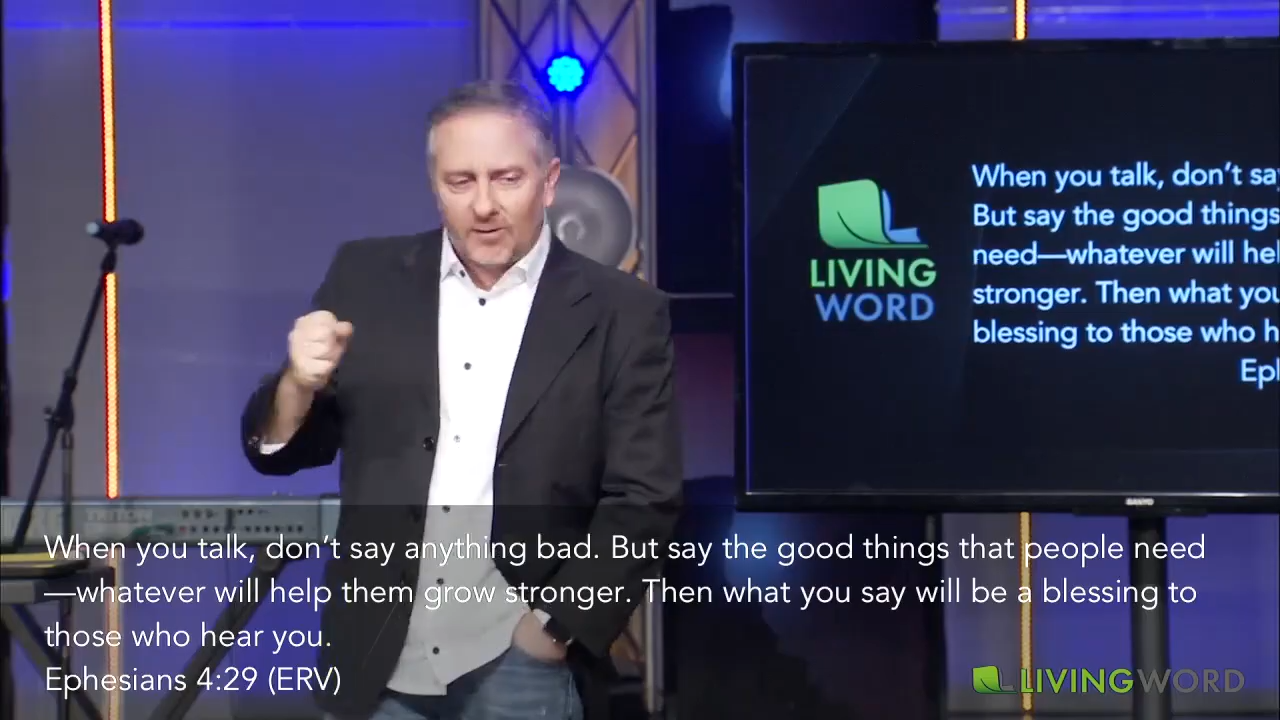 When you talk, don't say
But say the good things
need—whatever will hel
stronger. Then what you
blessing to those who h
Eph
LIVING
WORD
SANYO
TRITON
When you talk, don't say anything bad. But say the good things that people need
—whatever will help them grow stronger. Then what you say will be a blessing to
those who hear you.
Ephesians 4:29 (ERV)
LIVINGWORD